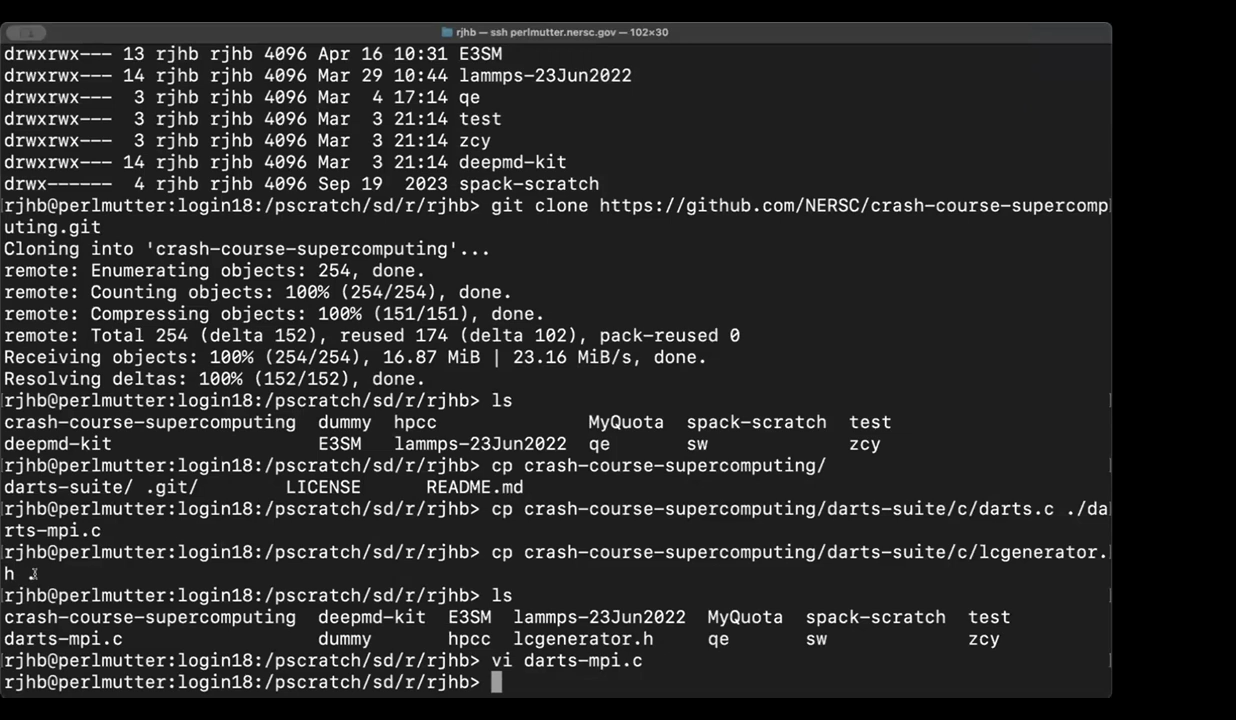 rjhb — ssh perlmutter.nersc.gov — 102×30
drwxrwx--- 13 rjhb rjhb 4096 Apr 16 10:31 E3SM
drwxrwx--- 14 rjhb rjhb 4096 Mar 29 10:44 lammps-23Jun2022
drwxrwx---  3 rjhb rjhb 4096 Mar  4 17:14 qe
drwxrwx---  3 rjhb rjhb 4096 Mar  3 21:14 test
drwxrwx---  3 rjhb rjhb 4096 Mar  3 21:14 zcy
drwxrwx--- 14 rjhb rjhb 4096 Mar  3 21:14 deepmd-kit
drwx------  4 rjhb rjhb 4096 Sep 19  2023 spack-scratch
rjhb@perlmutter:login18:/pscratch/sd/r/rjhb> git clone https://github.com/NERSC/crash-course-supercomp
uting.git
Cloning into 'crash-course-supercomputing'...
remote: Enumerating objects: 254, done.
remote: Counting objects: 100% (254/254), done.
remote: Compressing objects: 100% (151/151), done.
remote: Total 254 (delta 152), reused 174 (delta 102), pack-reused 0
Receiving objects: 100% (254/254), 16.87 MiB | 23.16 MiB/s, done.
Resolving deltas: 100% (152/152), done.
rjhb@perlmutter:login18:/pscratch/sd/r/rjhb> ls
crash-course-supercomputing  dummy  hpcc              MyQuota  spack-scratch  test
deepmd-kit                   E3SM   lammps-23Jun2022  qe       sw             zcy
rjhb@perlmutter:login18:/pscratch/sd/r/rjhb> cp crash-course-supercomputing/
darts-suite/ .git/        LICENSE      README.md
rjhb@perlmutter:login18:/pscratch/sd/r/rjhb> cp crash-course-supercomputing/darts-suite/c/darts.c ./da
rts-mpi.c
rjhb@perlmutter:login18:/pscratch/sd/r/rjhb> cp crash-course-supercomputing/darts-suite/c/lcgenerator.
h .
rjhb@perlmutter:login18:/pscratch/sd/r/rjhb> ls
crash-course-supercomputing  deepmd-kit  E3SM  lammps-23Jun2022  MyQuota  spack-scratch  test
darts-mpi.c                  dummy       hpcc  lcgenerator.h     qe       sw             zcy
rjhb@perlmutter:login18:/pscratch/sd/r/rjhb> vi darts-mpi.c
rjhb@perlmutter:login18:/pscratch/sd/r/rjhb>